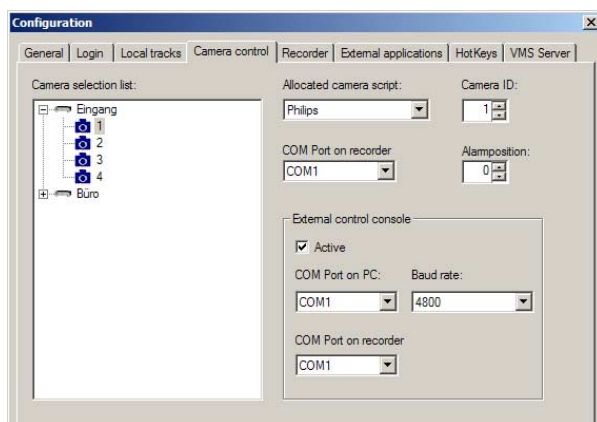 Configuration
General Login Local tracks Camera control Recorder External applications HotKeys VMS Server
Camera selection list:
Eingang
1
2
3
4
Büro
Allocated camera script:
Philips
Camera ID:
1
COM Port on recorder
COM1
Alamposition:
0
External control console
Active
COM Port on PC:
COM1
Baud rate:
4800
COM Port on recorder
COM1